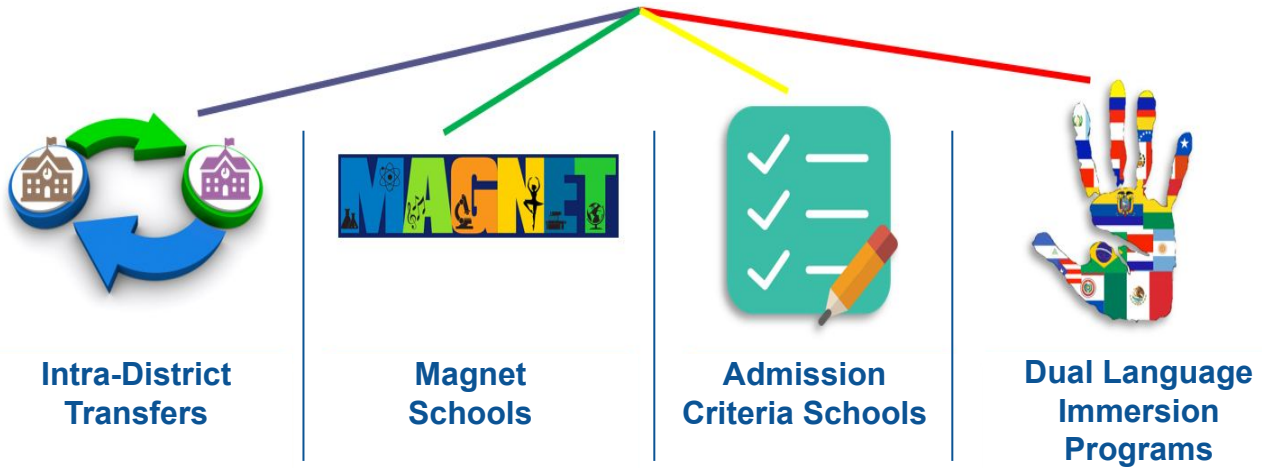 MAGNET
Intra-District
Transfers
Magnet
Schools
Admission
Criteria Schools
Dual Language
Immersion
Programs